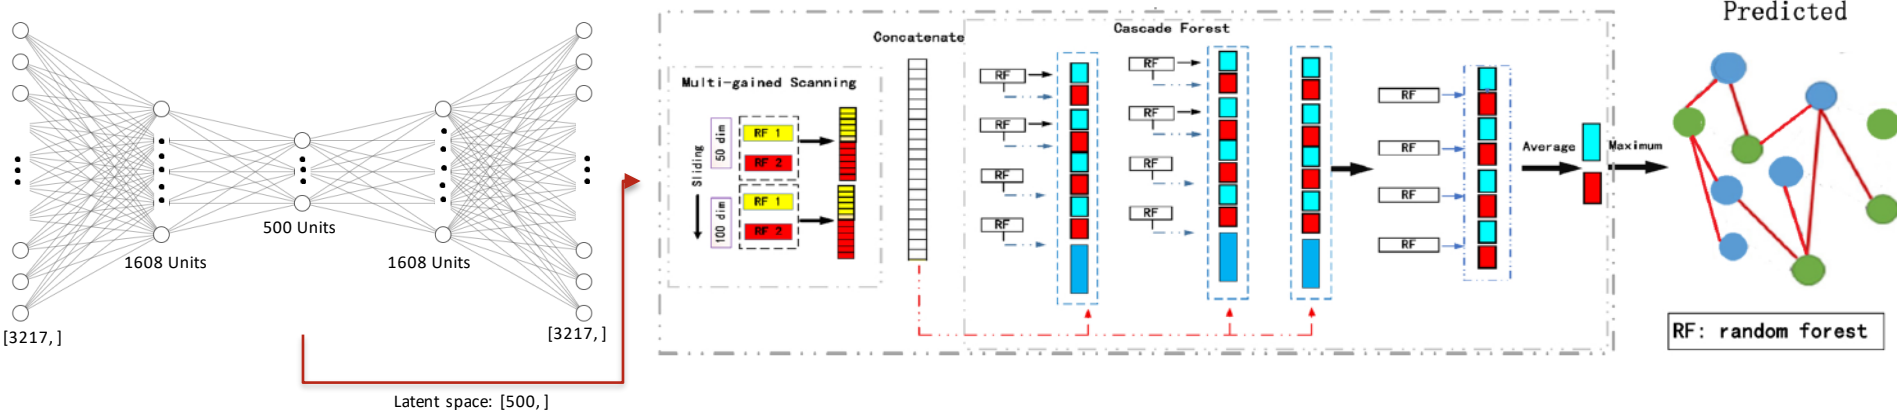 [3217,]
1608 Units
500 Units
1608 Units
[3217,]
Latent space: [500,]
Multi-gained Scanning
Sliding
50 dim
RF 1
RF 2
100 dim
RF 1
RF 2
Concatenate
Cascade Forest
RF
RF
RF
RF
RF
RF
RF
RF
RF
RF
RF
RF
Average
Maximum
Predicted
RF: random forest